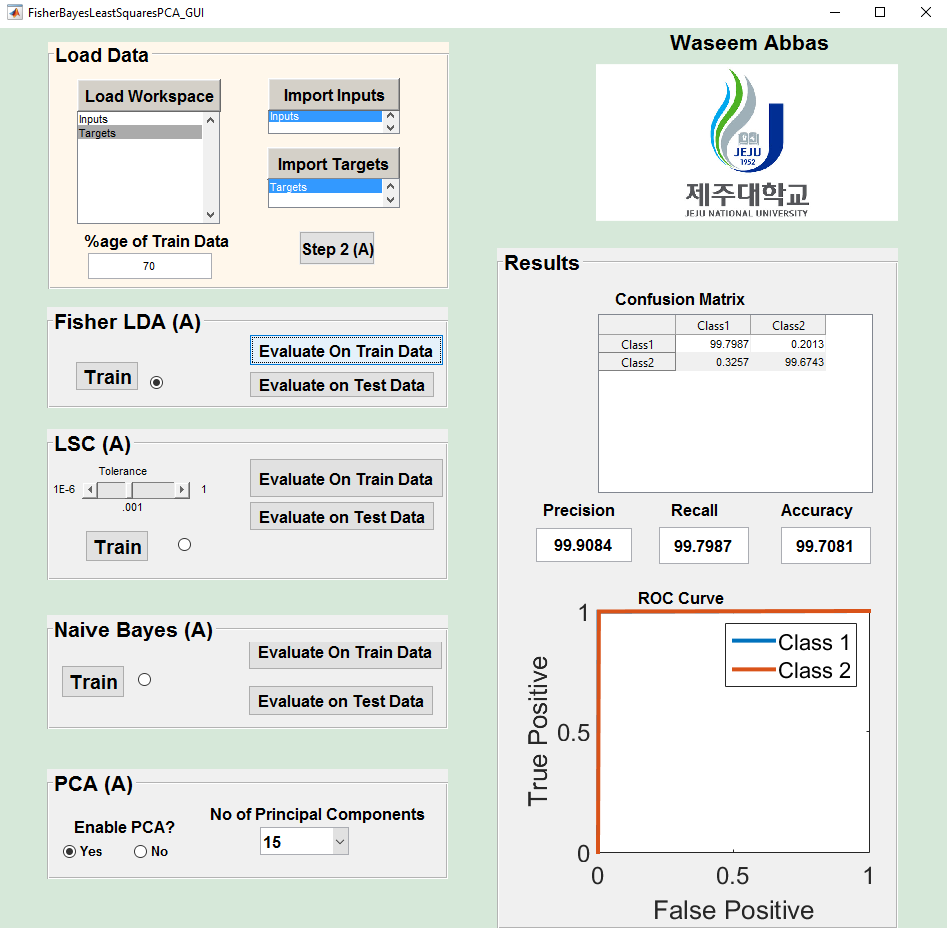 FisherBayesLeastSquaresPCA_GUI
Load Data
Load Workspace
Inputs
Targets
Import Inputs
Inputs
Import Targets
Targets
%age of Train Data
70
Step 2 (A)
Fisher LDA (A)
Train
Evaluate On Train Data
Evaluate on Test Data
LSC (A)
Tolerance
1E-6 1
.001
Train
Evaluate On Train Data
Evaluate on Test Data
Naive Bayes (A)
Train
Evaluate On Train Data
Evaluate on Test Data
PCA (A)
Enable PCA?
Yes No
No of Principal Components
15
Waseem Abbas
JEJU
1952
제주대학교
JEJU NATIONAL UNIVERSITY
Results
Confusion Matrix
Class1 Class2
Class1 99.7987 0.2013
Class2 0.3257 99.6743
Precision Recall Accuracy
99.9084 99.7987 99.7081
ROC Curve
1
0.5
0
True Positive
Class 1
Class 2
0 0.5 1
False Positive